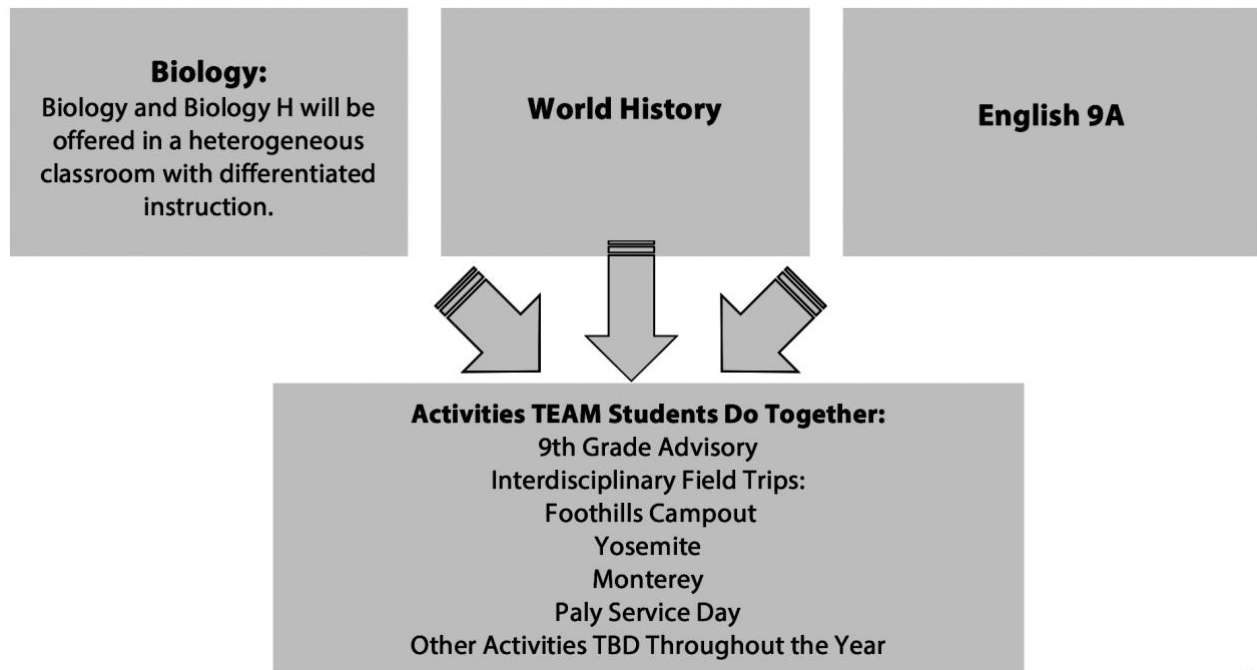 Biology:
Biology and Biology H will be
offered in a heterogeneous
classroom with differentiated
instruction.
World History
English 9A
Activities TEAM Students Do Together:
9th Grade Advisory
Interdisciplinary Field Trips:
Foothills Campout
Yosemite
Monterey
Paly Service Day
Other Activities TBD Throughout the Year